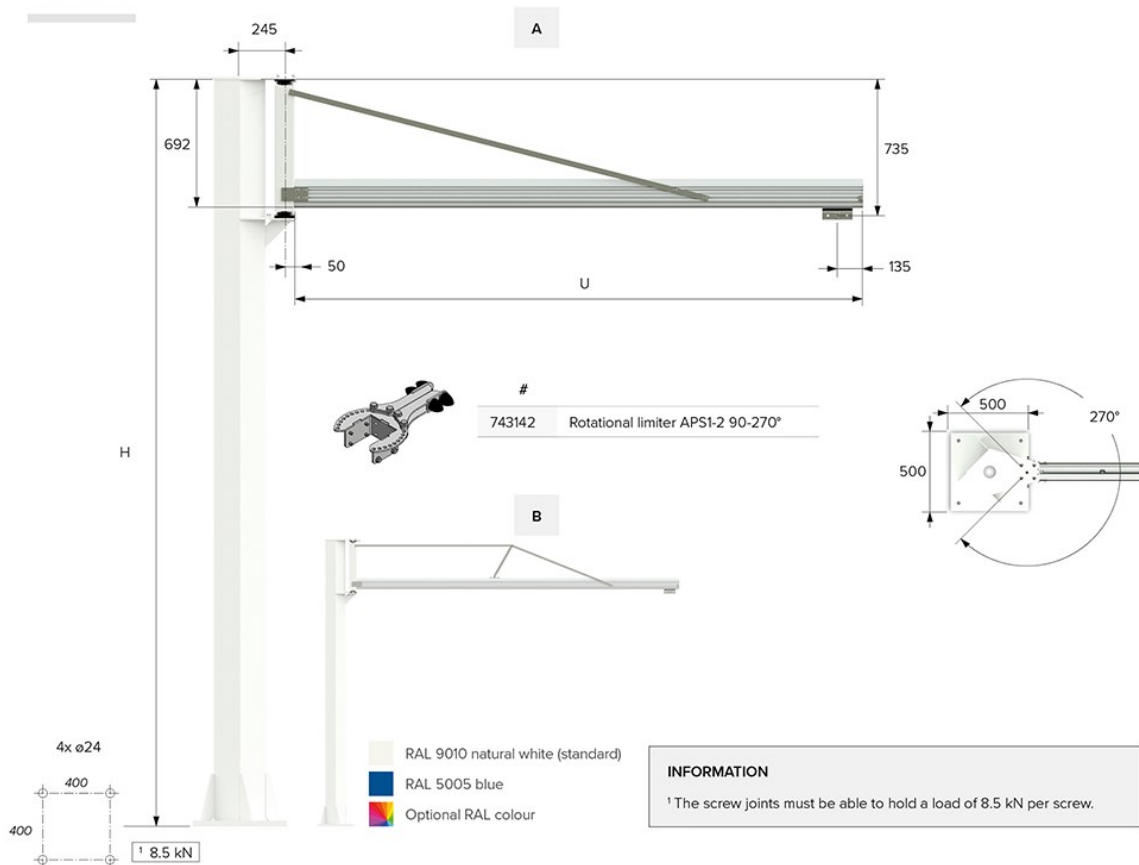 A
245
692
735
50
135
U
H
#
743142 Rotational limiter APS1-2 90-270°
500
270°
500
B
RAL 9010 natural white (standard)
RAL 5005 blue
Optional RAL colour
4x ø24
400
400
¹ 8.5 kN
INFORMATION
¹ The screw joints must be able to hold a load of 8.5 kN per screw.